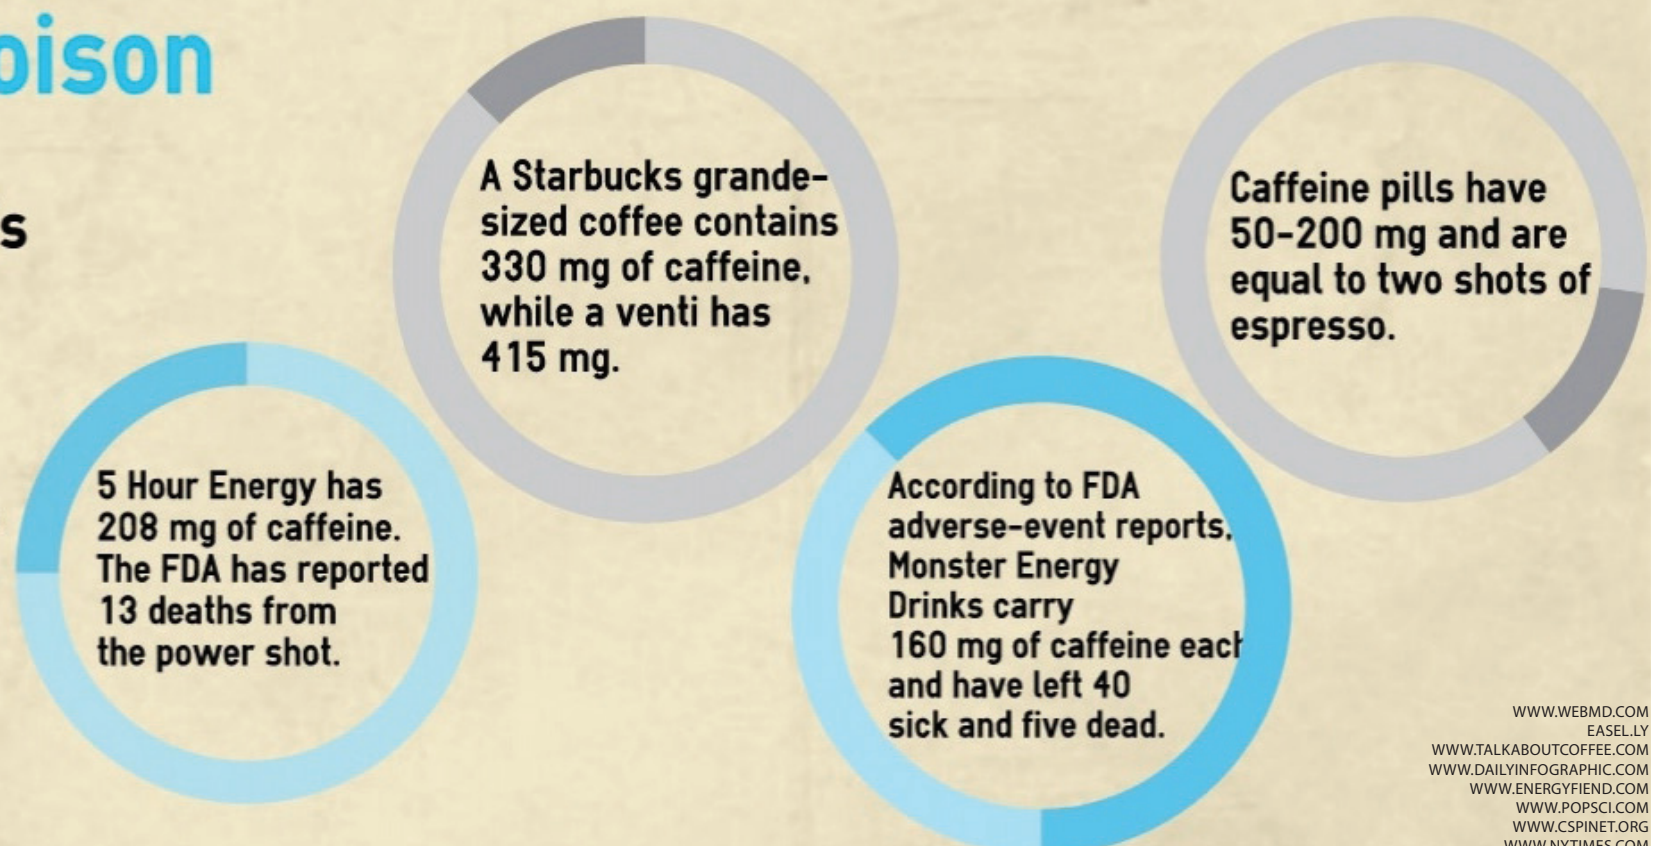 A Starbucks grande-
sized coffee contains
330 mg of caffeine,
while a venti has
415 mg.
Caffeine pills have
50-200 mg and are
equal to two shots of
espresso.
5 Hour Energy has
208 mg of caffeine.
The FDA has reported
13 deaths from
the power shot.
According to FDA
adverse-event reports,
Monster Energy
Drinks carry
160 mg of caffeine each
and have left 40
sick and five dead.
WWW.WEBMD.COM
EASEL.LY
WWW.TALKABOUTCOFFEE.COM
WWW.DAILYINFOGRAPHIC.COM
WWW.ENERGYFIEND.COM
WWW.POPSCI.COM
WWW.CSPINET.ORG
WWW.NYTIMES.COM